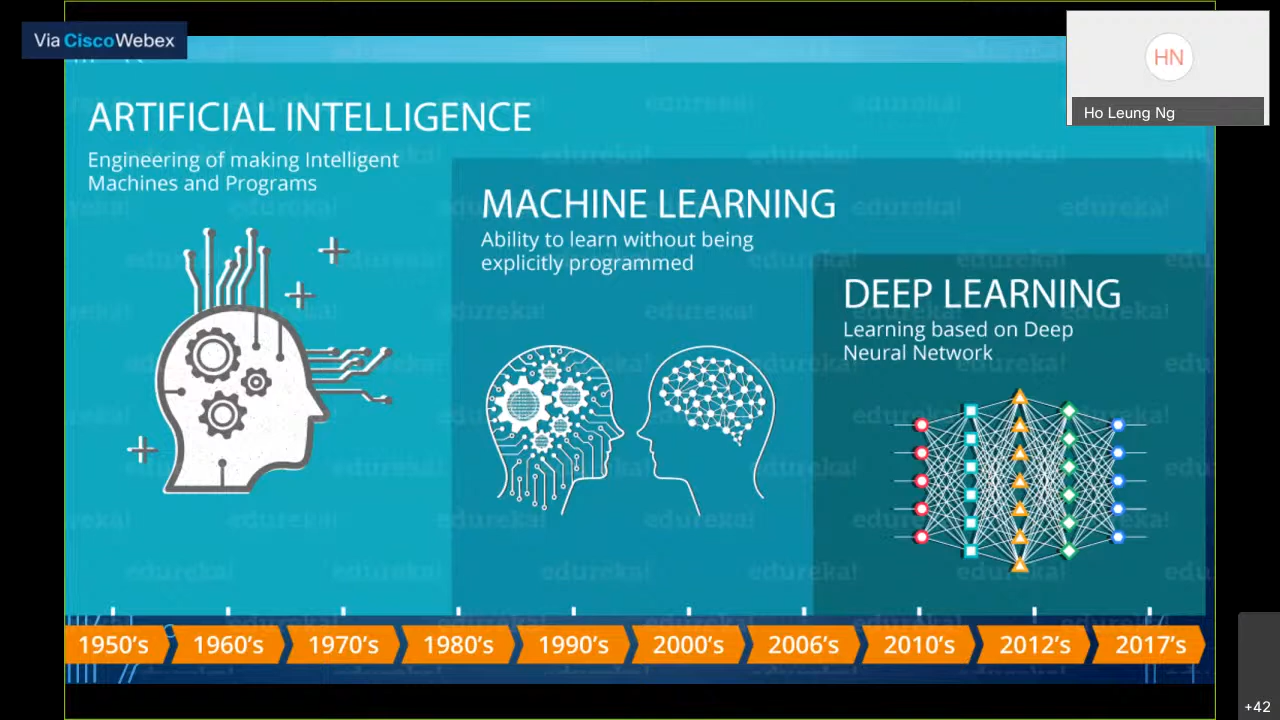 Via CiscoWebex
HN
Ho Leung Ng
ARTIFICIAL INTELLIGENCE
Engineering of making Intelligent
Machines and Programs
MACHINE LEARNING
Ability to learn without being
explicitly programmed
DEEP LEARNING
Learning based on Deep
Neural Network
edureka!
1950's
1960's
1970's
1980's
1990's
2000's
2006's
2010's
2012's
2017's
+42